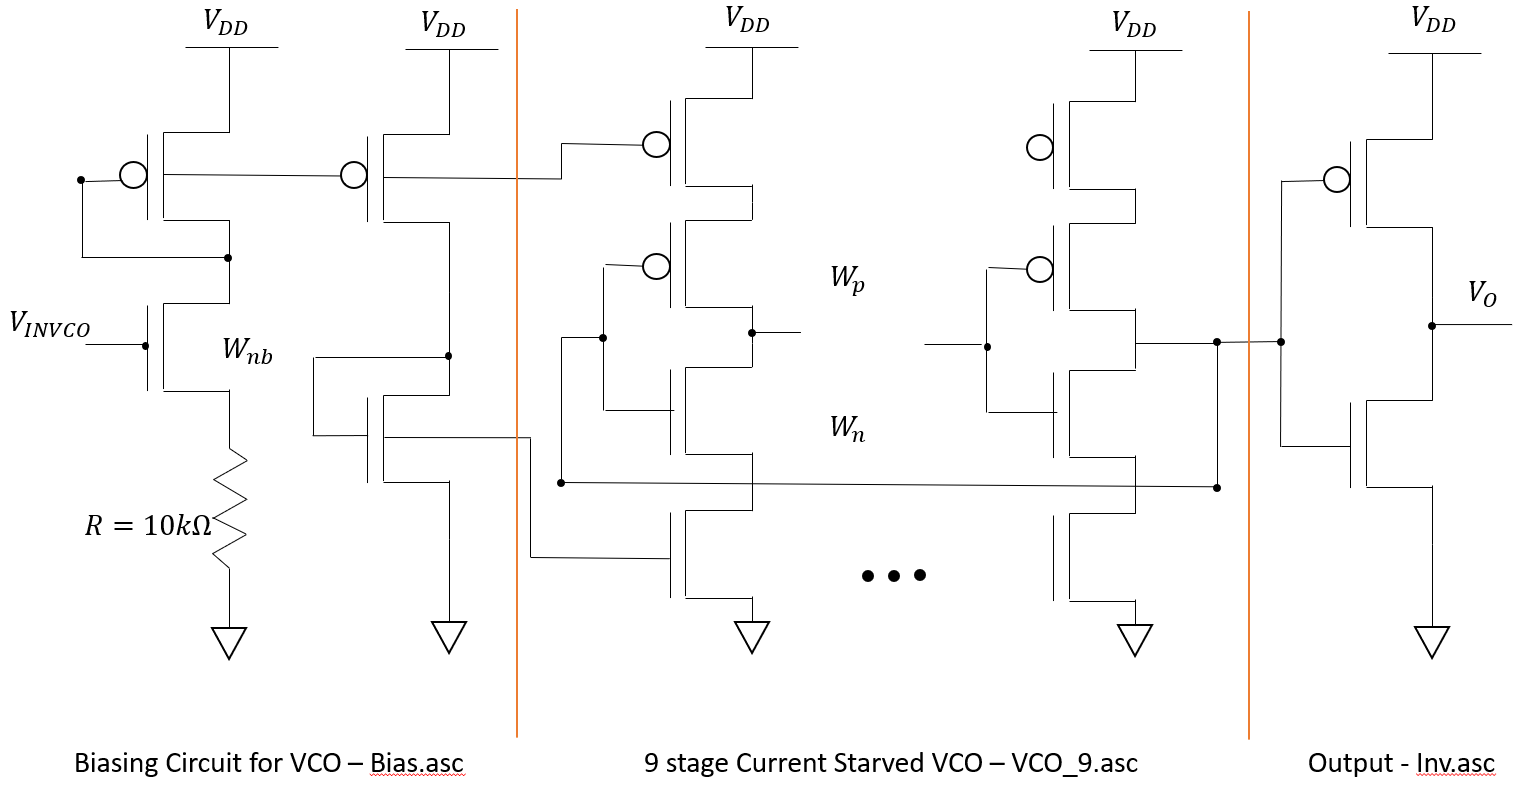 V_DD
V_DD
V_DD
V_DD
V_DD
V_INVCO
W_nb
W_p
V_O
W_n
R = 10kΩ
Biasing Circuit for VCO – Bias.asc
9 stage Current Starved VCO – VCO_9.asc
Output - Inv.asc